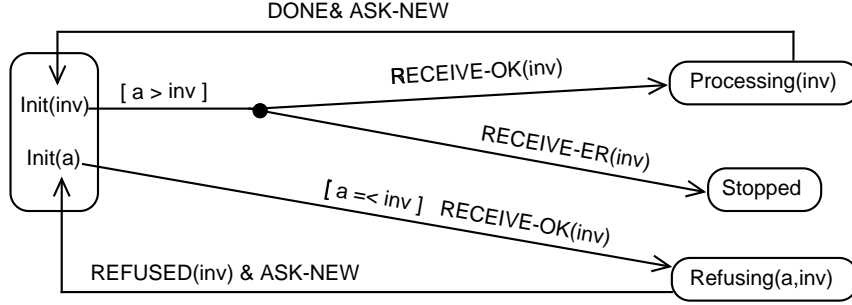 DONE& ASK-NEW
Init(inv)
[ a > inv ]
RECEIVE-OK(inv)
Processing(inv)
Init(a)
RECEIVE-ER(inv)
Stopped
[ a =< inv ] RECEIVE-OK(inv)
REFUSED(inv) & ASK-NEW
Refusing(a,inv)